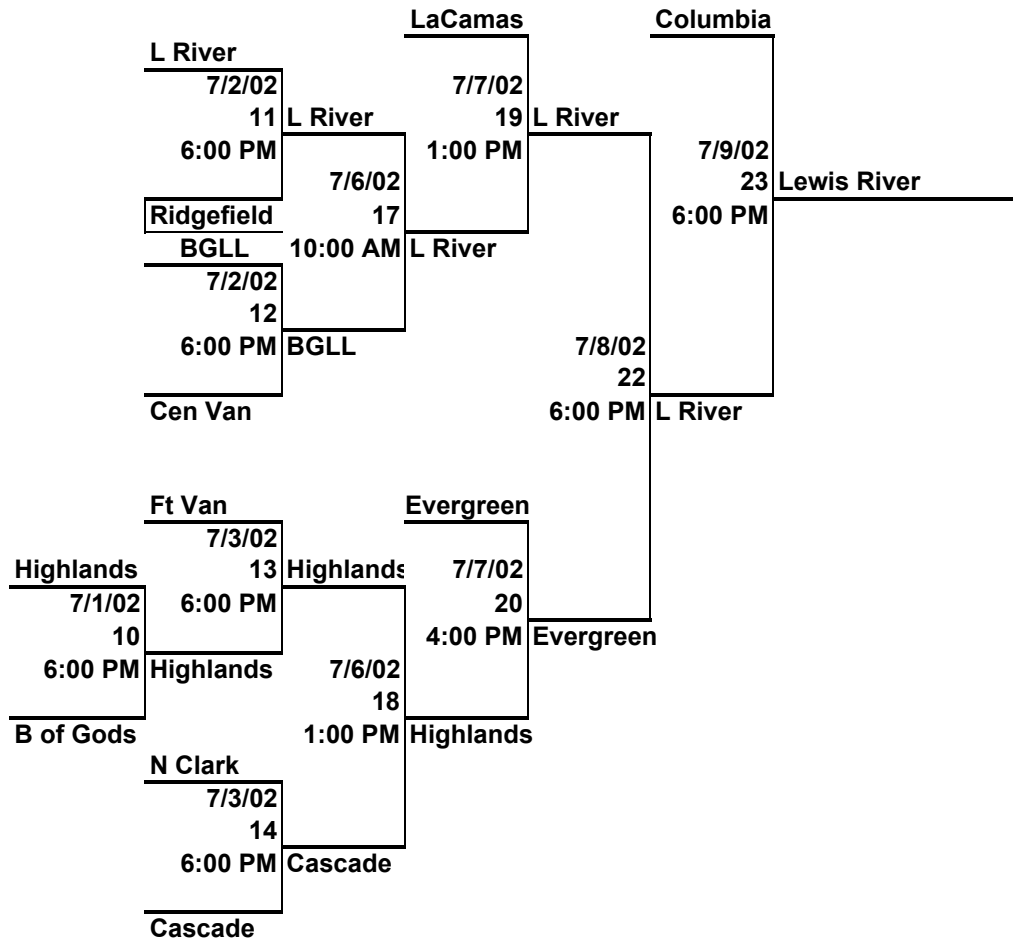 LaCamas Columbia
L River
7/2/02 7/7/02
11 L River 19 L River
6:00 PM 1:00 PM 7/9/02
7/6/02 23 Lewis River
Ridgefield 17 6:00 PM
BGLL 10:00 AM L River
7/2/02
12
6:00 PM BGLL 7/8/02
22
Cen Van 6:00 PM L River
Ft Van Evergreen
7/3/02
Highlands 13 Highlands 7/7/02
7/1/02 6:00 PM 20
10 4:00 PM Evergreen
6:00 PM Highlands 7/6/02
18
B of Gods 1:00 PM Highlands
N Clark
7/3/02
14
6:00 PM Cascade
Cascade